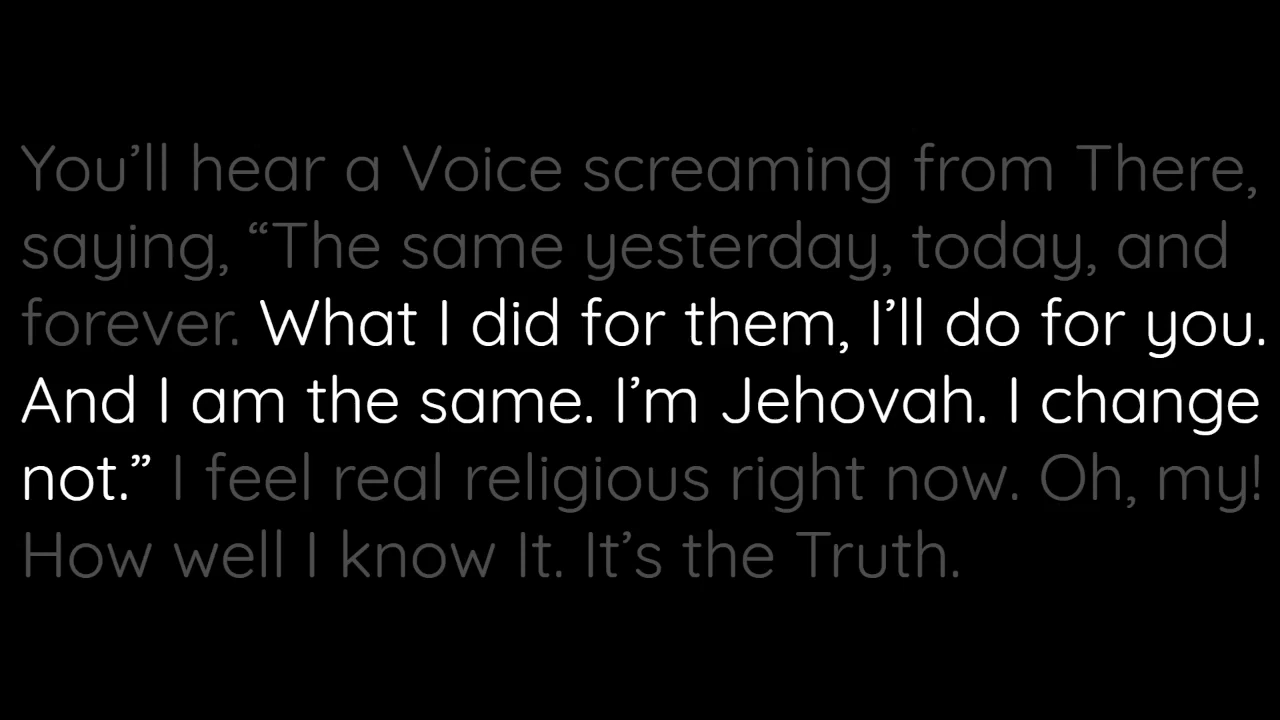 You’ll hear a Voice screaming from There,
saying, “The same yesterday, today, and
forever. What I did for them, I’ll do for you.
And I am the same. I’m Jehovah. I change
not.” I feel real religious right now. Oh, my!
How well I know It. It’s the Truth.